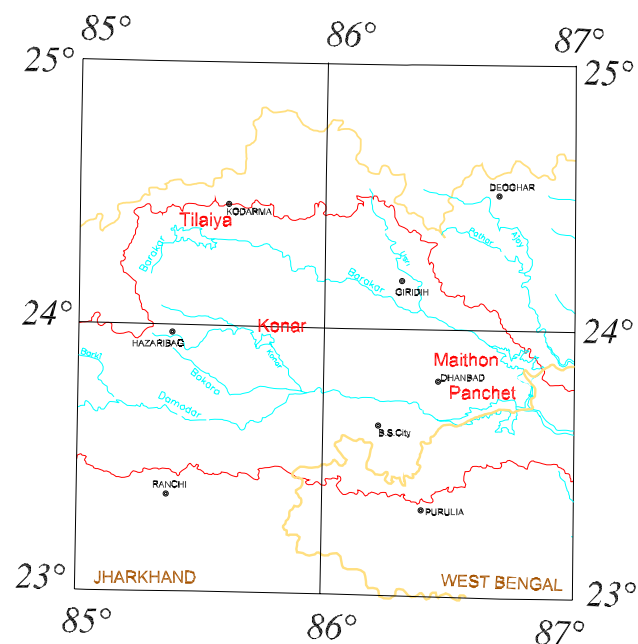 85°
86°
87°
25°
25°
DEOGHAR
KODARMA
Tilaiya
Barakar
Barakar
GIRIDIH
24°
24°
Konar
HAZARIBAG
Konar
Bokaro
Maithon
DHANBAD
Panchet
Damodar
B.S.City
RANCHI
PURULIA
JHARKHAND
WEST BENGAL
23°
23°
85°
86°
87°